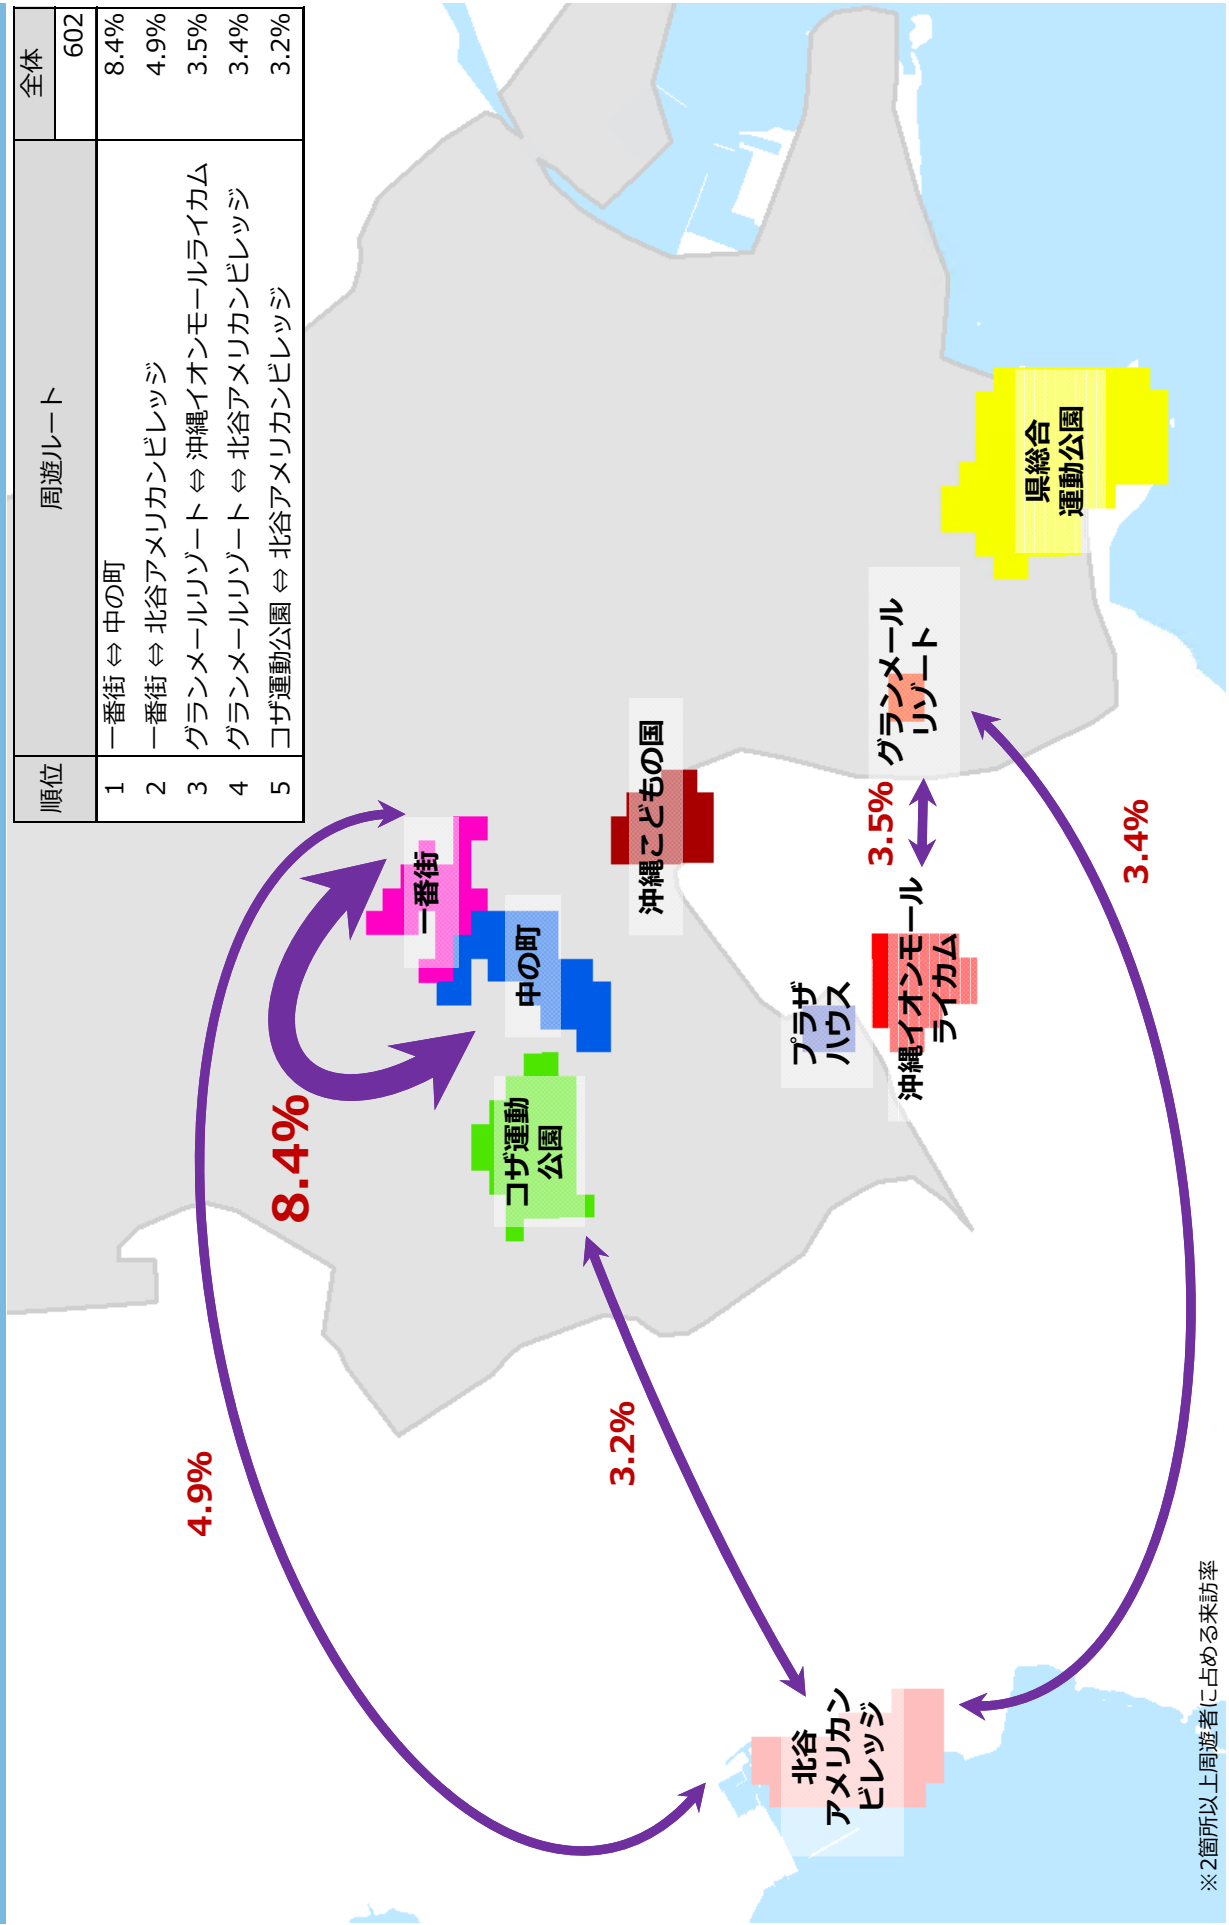 順位 周遊ルート 全体
602
1 一番街 ⇔ 中の町 8.4%
2 一番街 ⇔ 北谷アメリカンビレッジ 4.9%
3 グランメールリゾート ⇔ 沖縄イオンモールライカム 3.5%
4 グランメールリゾート ⇔ 北谷アメリカンビレッジ 3.4%
5 コザ運動公園 ⇔ 北谷アメリカンビレッジ 3.2%
4.9%
8.4%
一番街
中の町
コザ運動
公園
3.2%
沖縄こどもの国
プラザ
ハウス
北谷
アメリカン
ビレッジ
3.5%
グランメール
リゾート
沖縄イオンモール
ライカム
県総合
運動公園
3.4%
※2箇所以上周遊者に占める来訪率